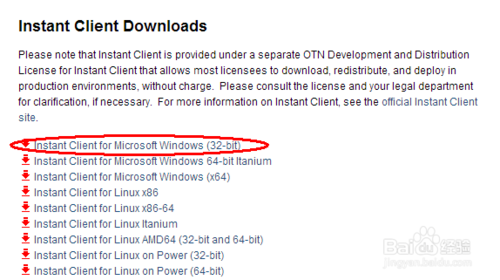 Instant Client Downloads
Please note that Instant Client is provided under a separate OTN Development and Distribution
License for Instant Client that allows most licensees to download, redistribute, and deploy in
production environments, without charge.  Please consult the license and your legal department
for clarification, if necessary.  For more information on Instant Client, see the official Instant Client
site.
Instant Client for Microsoft Windows (32-bit)
Instant Client for Microsoft Windows 64-bit Itanium
Instant Client for Microsoft Windows (x64)
Instant Client for Linux x86
Instant Client for Linux x86-64
Instant Client for Linux Itanium
Instant Client for Linux AMD64 (32-bit and 64-bit)
Instant Client for Linux on Power (32-bit)
Instant Client for Linux on Power (64-bit)
Baidu 经验